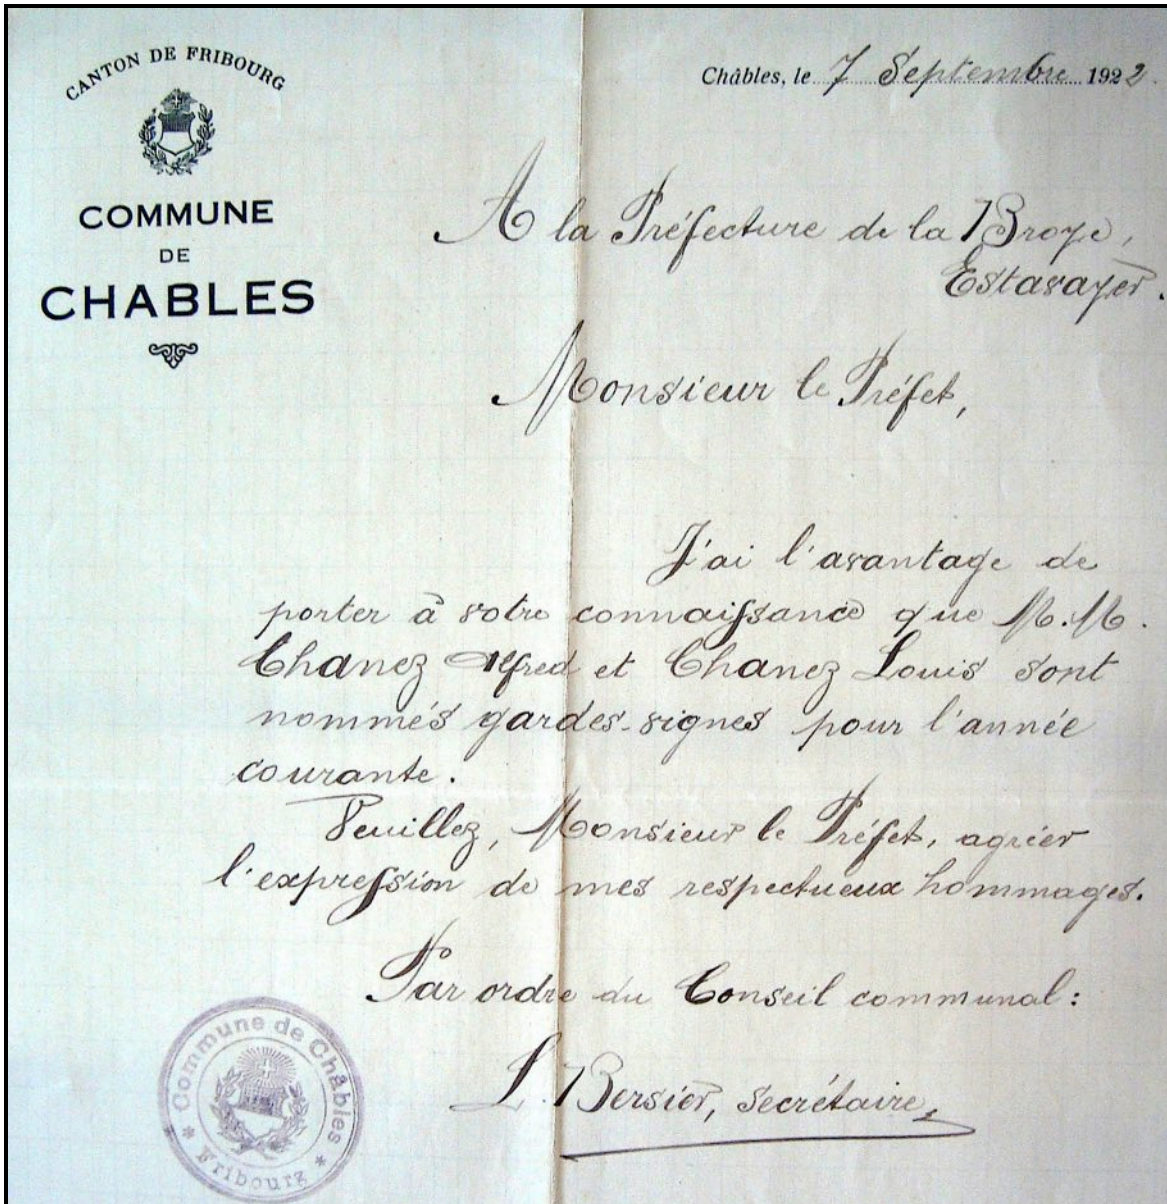 CANTON DE FRIBOURG
COMMUNE
DE
CHABLES
Châbles, le 7 Septembre 1922.
A la Préfecture de la Broye,
Estavayer.
Monsieur le Préfet,
J'ai l'avantage de
porter à votre connaissance que M.M.
Chanez Alfred et Chanez Louis sont
nommés gardes-vignes pour l'année
courante.
Veuillez, Monsieur le Préfet, agréer
l'expression de mes respectueux hommages.
Par ordre du Conseil communal:
L. Bersier, secrétaire,
Commune de Châbles
* Fribourg *